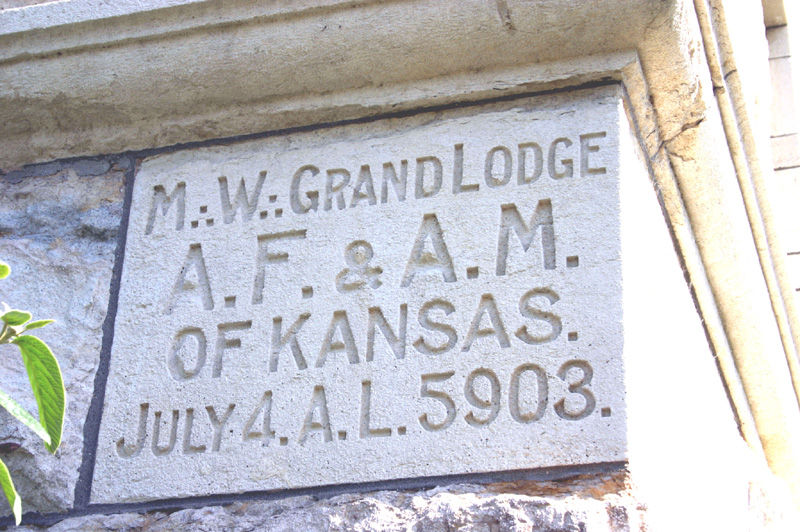 M∴W∴GRAND LODGE
A.F. & A.M.
OF KANSAS.
JULY 4. A.L. 5903.